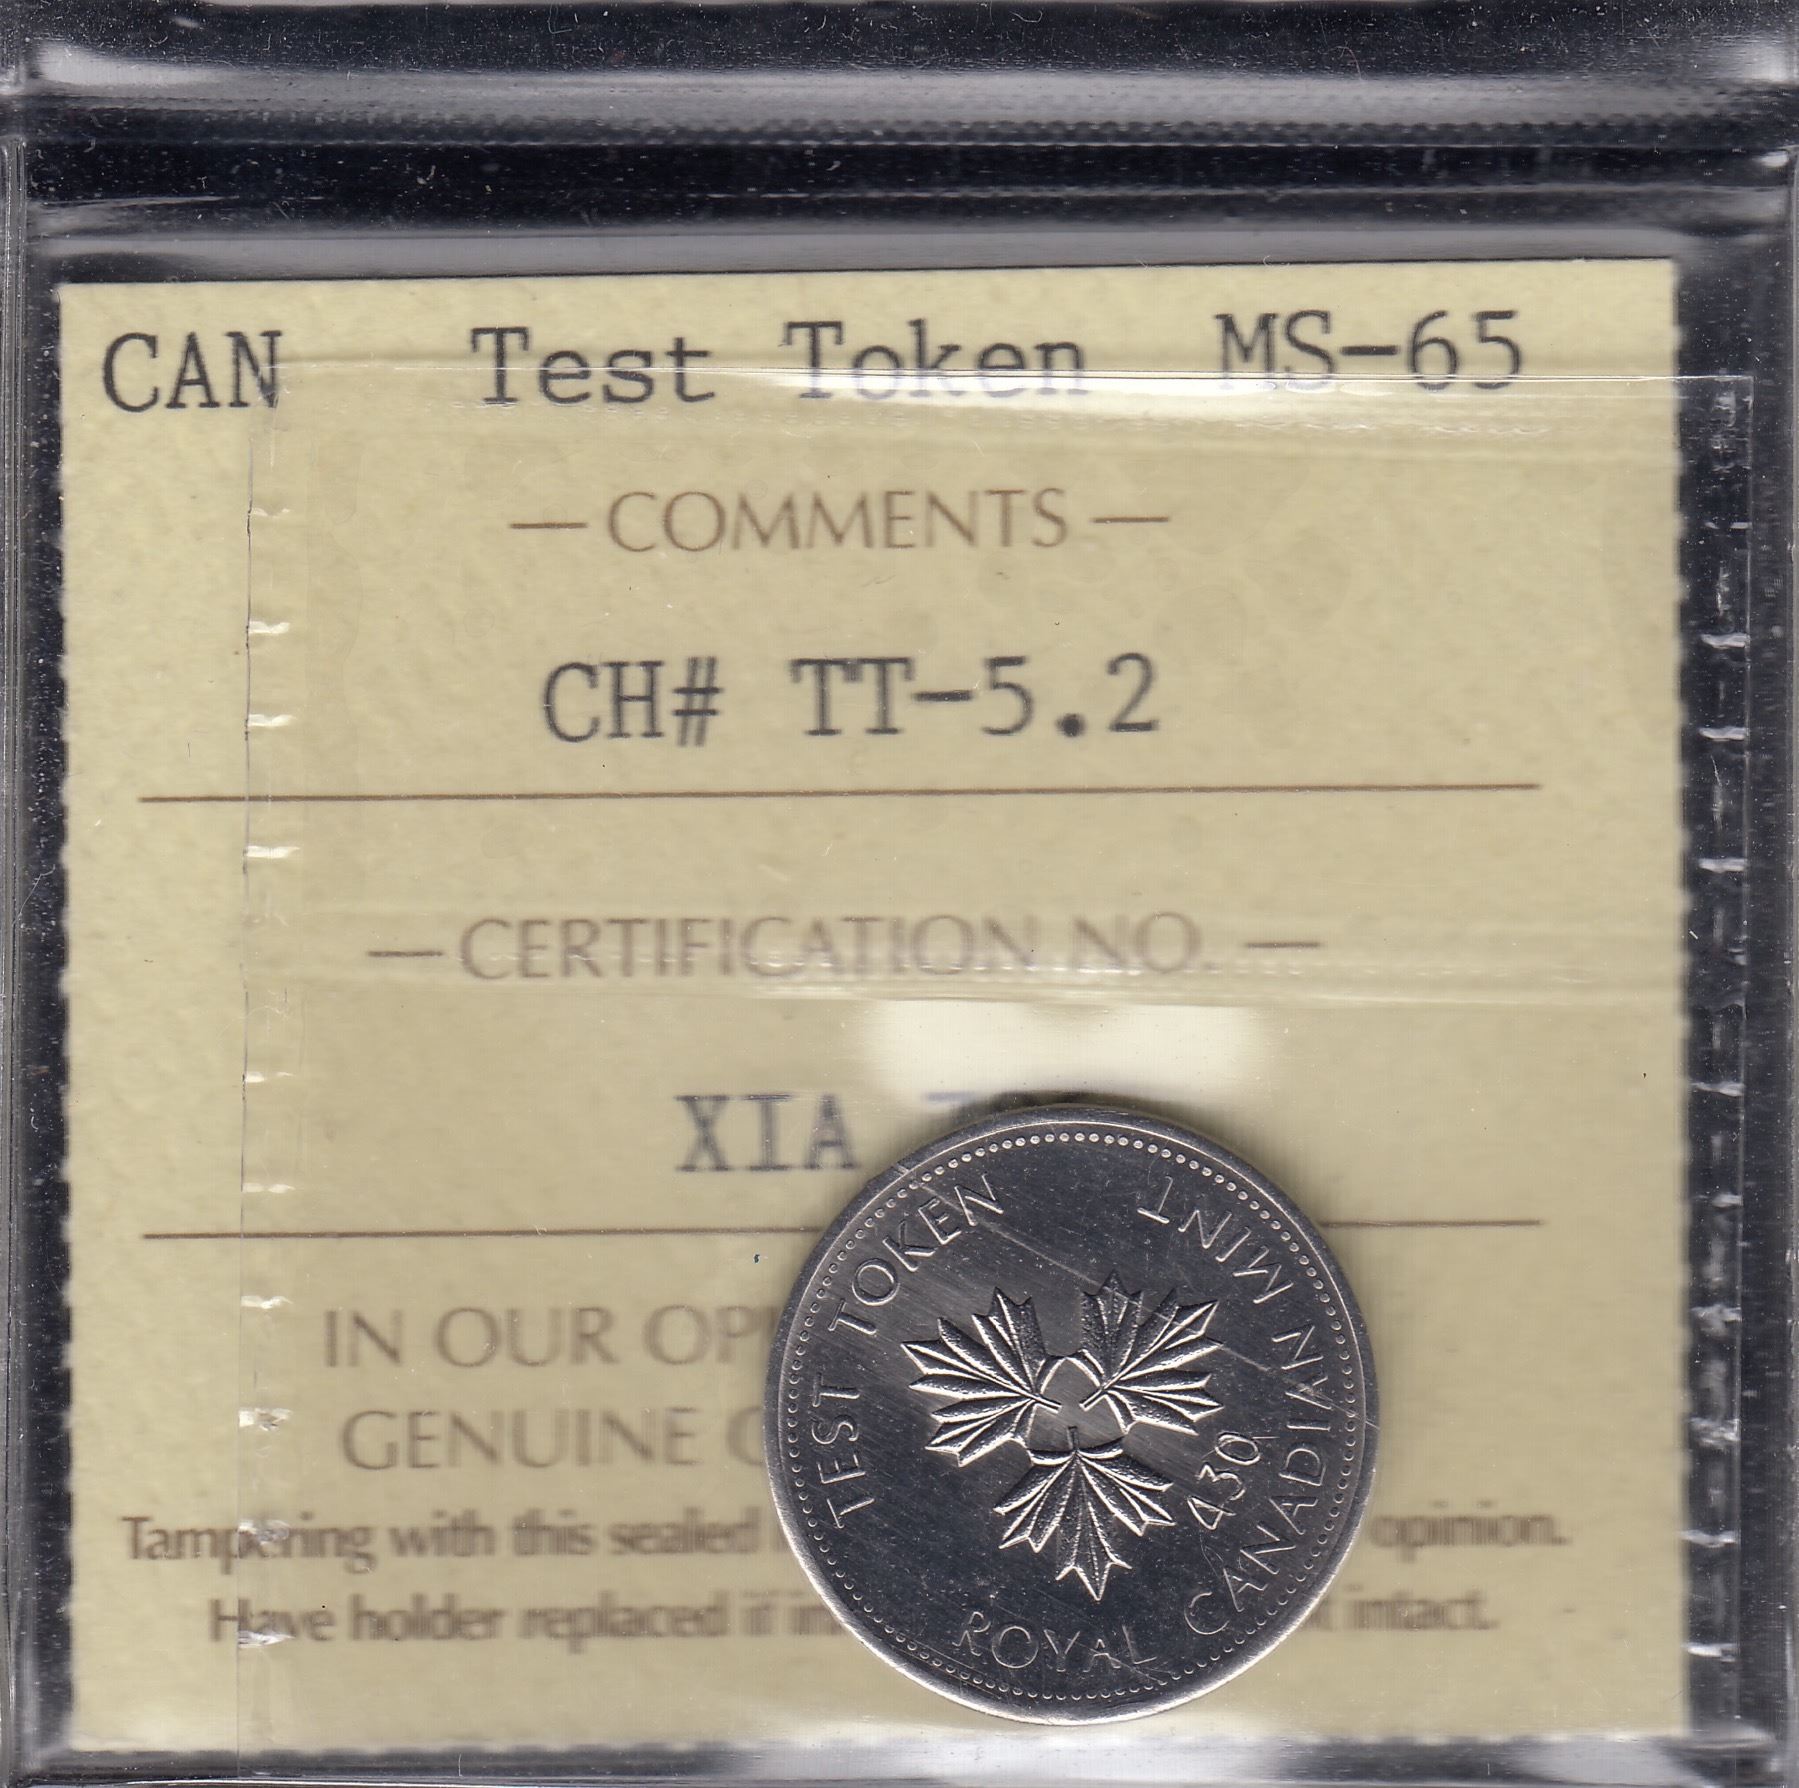 CAN Test Token MS-65
— COMMENTS —
CH# TT-5.2
— CERTIFICATION NO. —
XIA
IN OUR
GENUINE
Tampering with this sealed opinion.
Have holder replaced if intact.
TEST TOKEN
ROYAL CANADIAN MINT
430